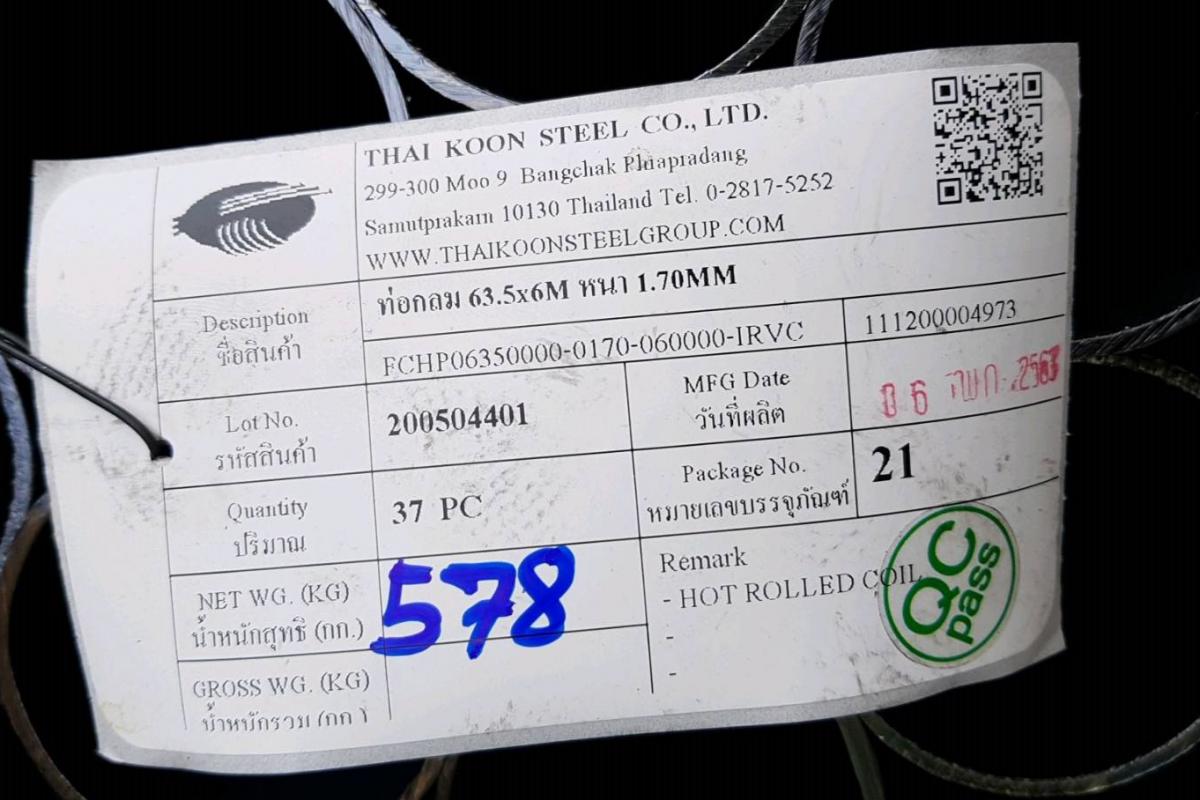 THAI KOON STEEL CO., LTD.
299-300 Moo 9 Bangchak Phiapradang
Samutprakarn 10130 Thailand Tel. 0-2817-5252
WWW.THAIKOONSTEELGROUP.COM
Description
ชื่อสินค้า
ท่อกลม 63.5x6M หนา 1.70MM
FCHP06350000-0170-060000-IRVC
111200004973
Lot No.
รหัสสินค้า
200504401
MFG Date
วันที่ผลิต
06 พ.ค. 2567
Quantity
ปริมาณ
37 PC
Package No.
หมายเลขบรรจุภัณฑ์
21
NET WG. (KG)
น้ำหนักสุทธิ (กก.)
578
Remark
- HOT ROLLED COIL
-
-
QC
pass
GROSS WG. (KG)
น้ำหนักรวม (กก.)